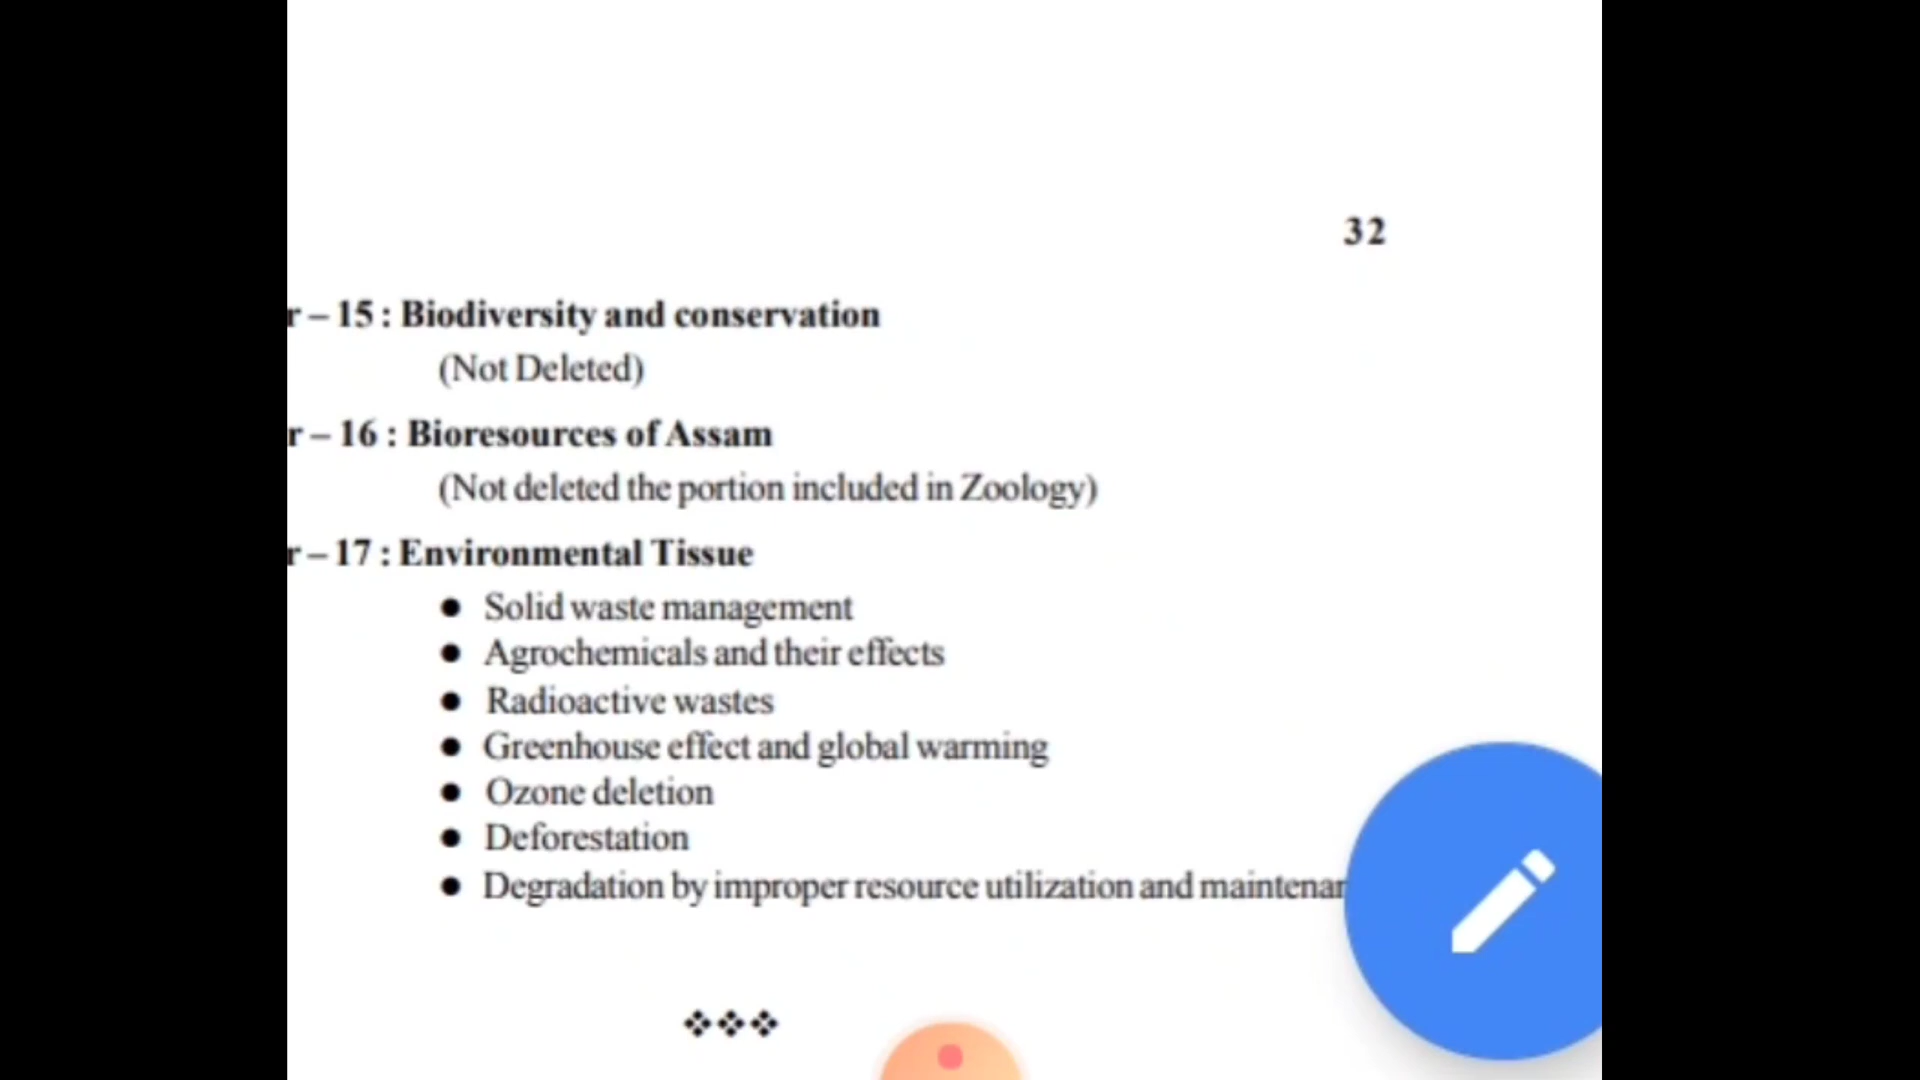 32
r – 15 : Biodiversity and conservation
(Not Deleted)
r – 16 : Bioresources of Assam
(Not deleted the portion included in Zoology)
r – 17 : Environmental Tissue
● Solid waste management
● Agrochemicals and their effects
● Radioactive wastes
● Greenhouse effect and global warming
● Ozone deletion
● Deforestation
● Degradation by improper resource utilization and maintenar